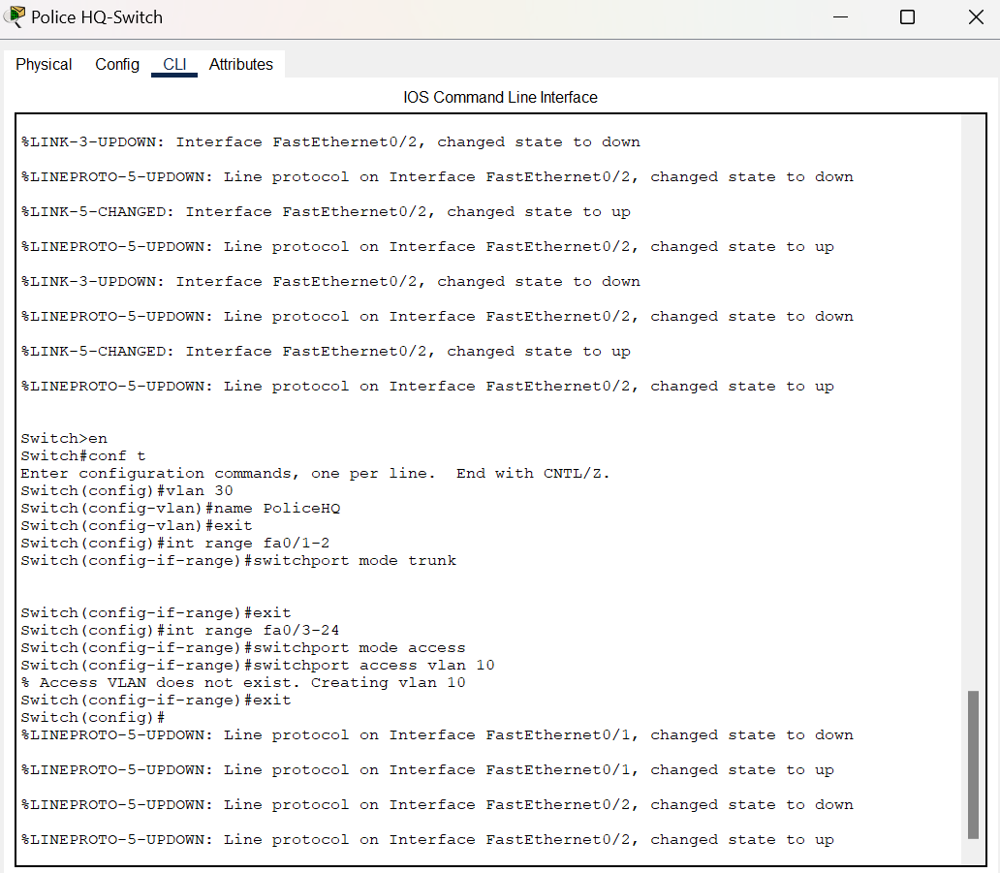 Police HQ-Switch
Physical Config CLI Attributes
IOS Command Line Interface
%LINK-3-UPDOWN: Interface FastEthernet0/2, changed state to down
%LINEPROTO-5-UPDOWN: Line protocol on Interface FastEthernet0/2, changed state to down
%LINK-5-CHANGED: Interface FastEthernet0/2, changed state to up
%LINEPROTO-5-UPDOWN: Line protocol on Interface FastEthernet0/2, changed state to up
%LINK-3-UPDOWN: Interface FastEthernet0/2, changed state to down
%LINEPROTO-5-UPDOWN: Line protocol on Interface FastEthernet0/2, changed state to down
%LINK-5-CHANGED: Interface FastEthernet0/2, changed state to up
%LINEPROTO-5-UPDOWN: Line protocol on Interface FastEthernet0/2, changed state to up
Switch>en
Switch#conf t
Enter configuration commands, one per line.  End with CNTL/Z.
Switch(config)#vlan 30
Switch(config-vlan)#name PoliceHQ
Switch(config-vlan)#exit
Switch(config)#int range fa0/1-2
Switch(config-if-range)#switchport mode trunk
Switch(config-if-range)#exit
Switch(config)#int range fa0/3-24
Switch(config-if-range)#switchport mode access
Switch(config-if-range)#switchport access vlan 10
% Access VLAN does not exist. Creating vlan 10
Switch(config-if-range)#exit
Switch(config)#
%LINEPROTO-5-UPDOWN: Line protocol on Interface FastEthernet0/1, changed state to down
%LINEPROTO-5-UPDOWN: Line protocol on Interface FastEthernet0/1, changed state to up
%LINEPROTO-5-UPDOWN: Line protocol on Interface FastEthernet0/2, changed state to down
%LINEPROTO-5-UPDOWN: Line protocol on Interface FastEthernet0/2, changed state to up